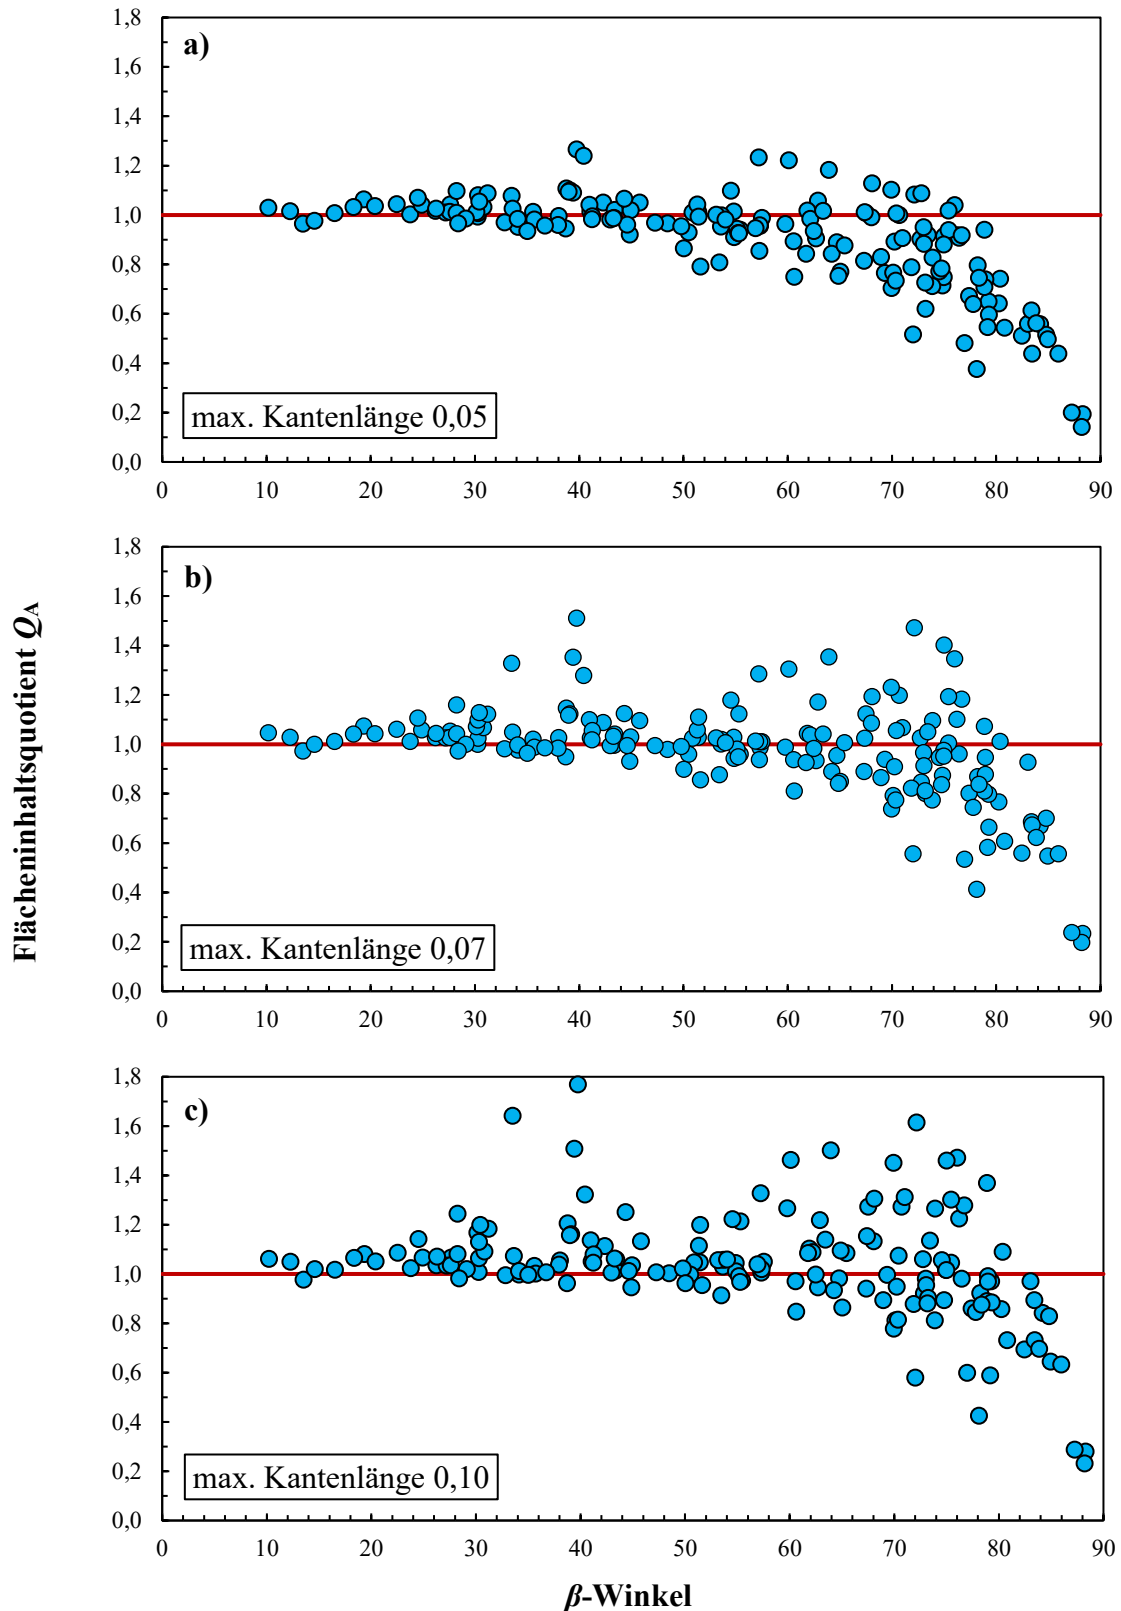 Flächeninhaltsquotient QA
1,8
1,6
1,4
1,2
1,0
0,8
0,6
0,4
0,2
0,0
a)
max. Kantenlänge 0,05
0 10 20 30 40 50 60 70 80 90
1,8
1,6
1,4
1,2
1,0
0,8
0,6
0,4
0,2
0,0
b)
max. Kantenlänge 0,07
0 10 20 30 40 50 60 70 80 90
1,8
1,6
1,4
1,2
1,0
0,8
0,6
0,4
0,2
0,0
c)
max. Kantenlänge 0,10
0 10 20 30 40 50 60 70 80 90
β-Winkel